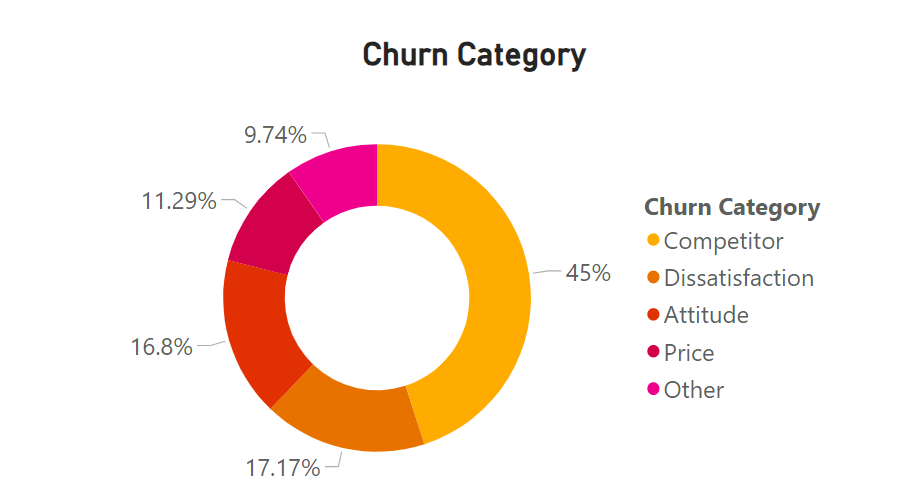 Churn Category
9.74%
11.29%
45%
16.8%
17.17%
Churn Category
Competitor
Dissatisfaction
Attitude
Price
Other